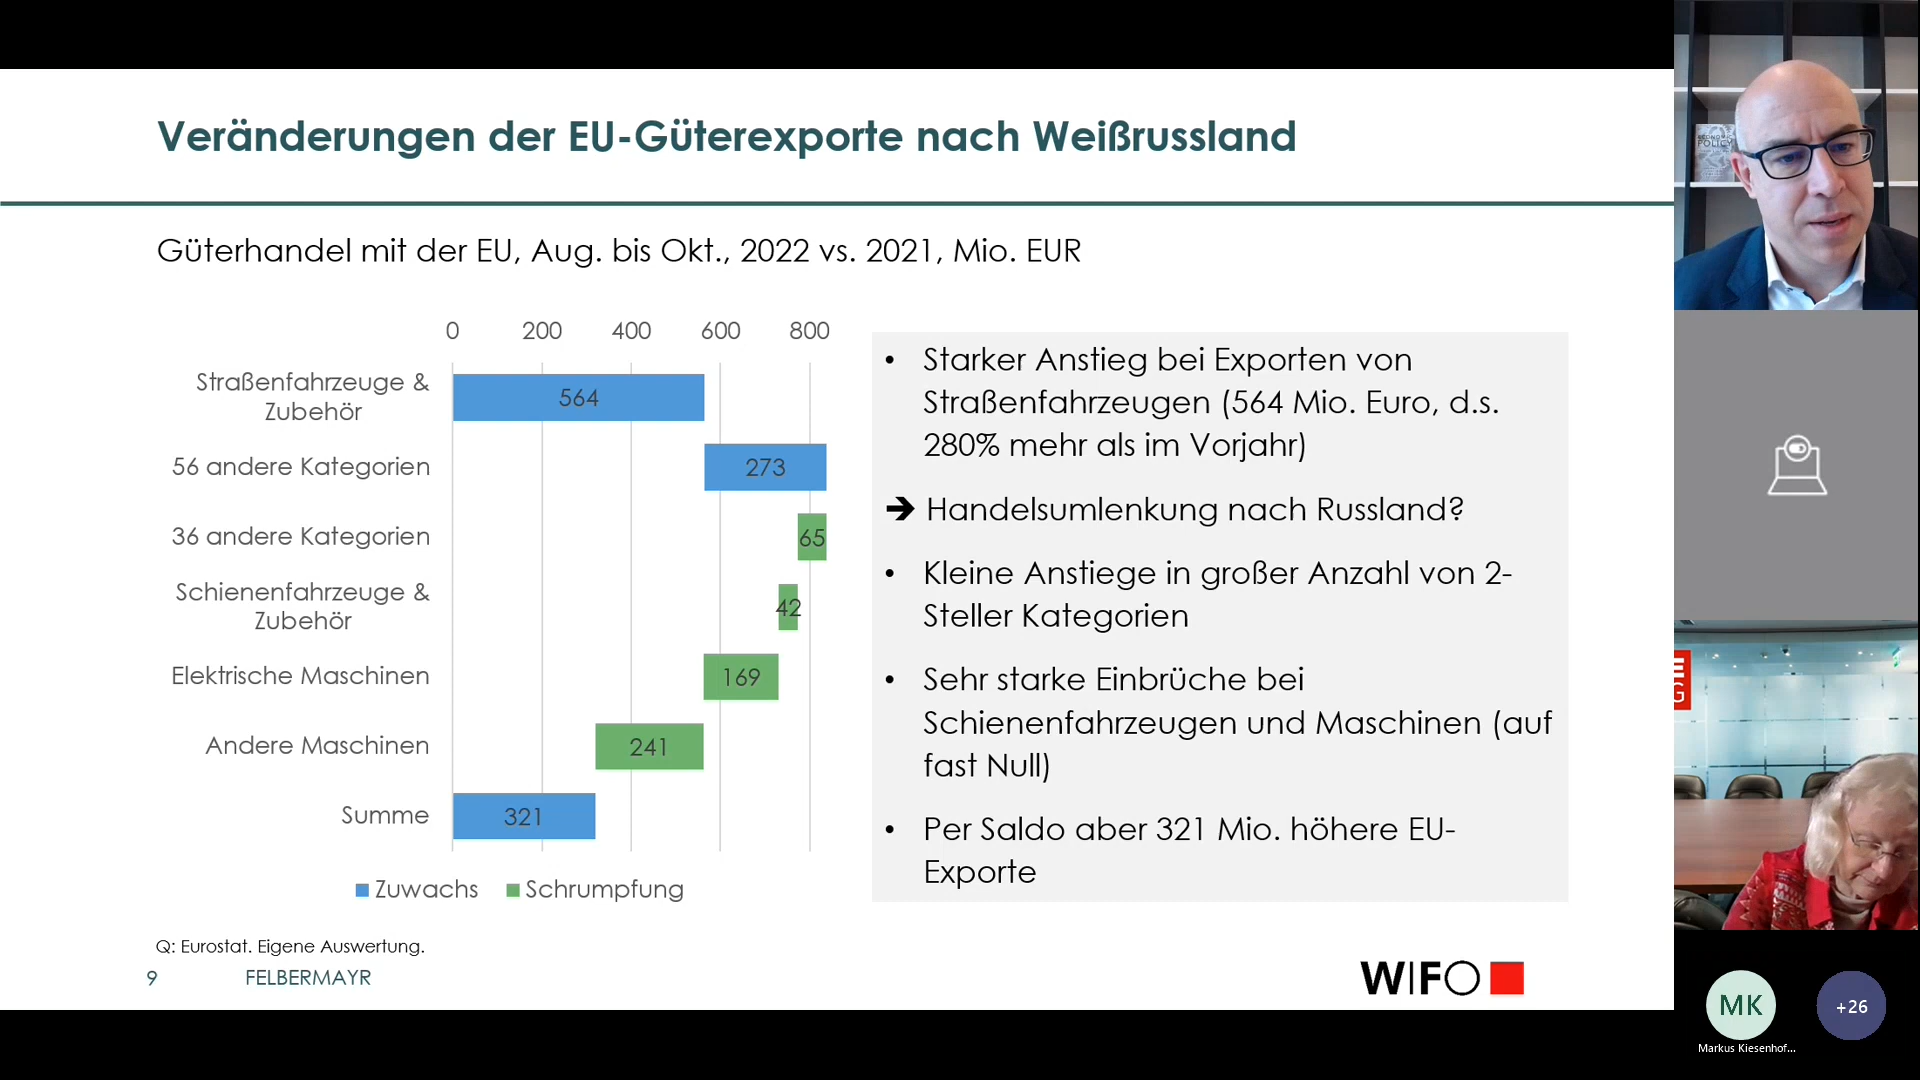 Veränderungen der EU-Güterexporte nach Weißrussland
Güterhandel mit der EU, Aug. bis Okt., 2022 vs. 2021, Mio. EUR
0 200 400 600 800
Straßenfahrzeuge &
Zubehör
564
56 andere Kategorien
273
36 andere Kategorien
65
Schienenfahrzeuge &
Zubehör
42
Elektrische Maschinen
169
Andere Maschinen
241
Summe
321
Zuwachs Schrumpfung
• Starker Anstieg bei Exporten von
Straßenfahrzeugen (564 Mio. Euro, d.s.
280% mehr als im Vorjahr)
➔ Handelsumlenkung nach Russland?
• Kleine Anstiege in großer Anzahl von 2-
Steller Kategorien
• Sehr starke Einbrüche bei
Schienenfahrzeugen und Maschinen (auf
fast Null)
• Per Saldo aber 321 Mio. höhere EU-
Exporte
Q: Eurostat. Eigene Auswertung.
9 FELBERMAYR
WIFO
POLICY
E
G
MK
+26
Markus Kiesenhof...